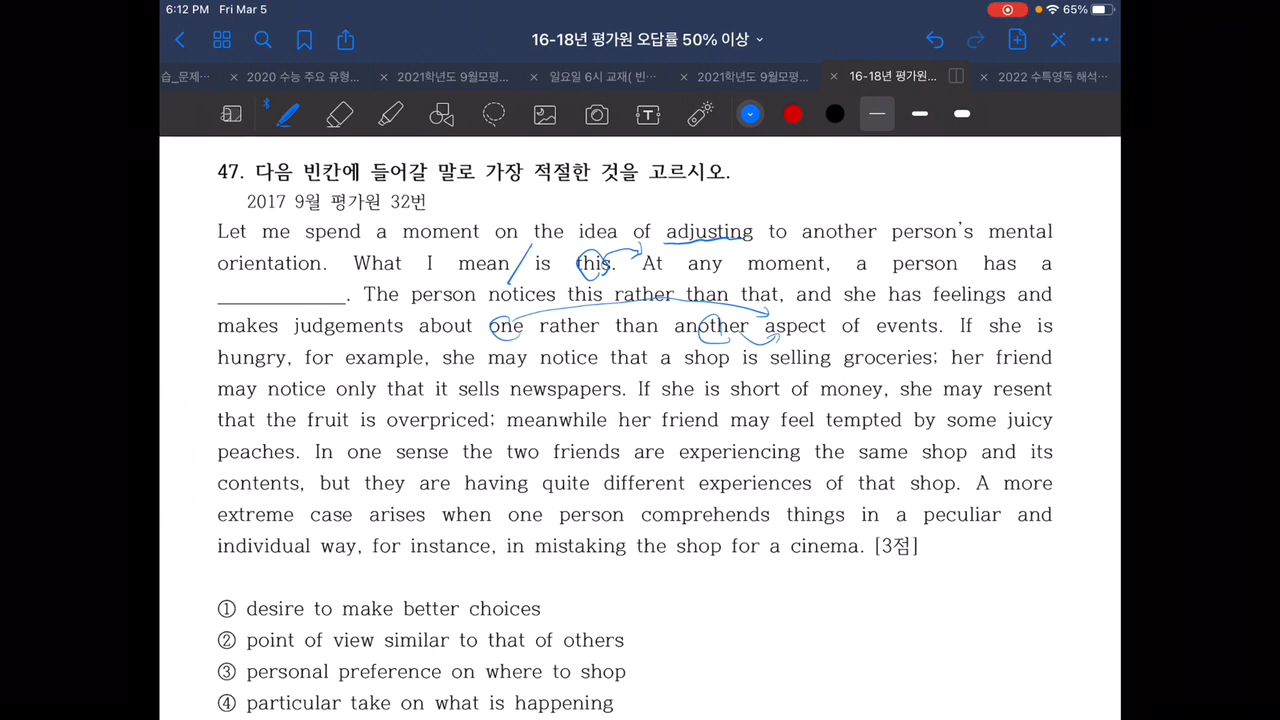 6:12 PM Fri Mar 5 65%
16-18년 평가원 오답률 50% 이상
습_문제… × 2020 수능 주요 유형… × 2021학년도 9월모평… × 일요일 6시 교재( 빈… × 2021학년도 9월모평… × 16-18년 평가원… × 2022 수특영독 해석…
47. 다음 빈칸에 들어갈 말로 가장 적절한 것을 고르시오.
2017 9월 평가원 32번
Let me spend a moment on the idea of adjusting to another person's mental
orientation. What I mean is this. At any moment, a person has a
____________. The person notices this rather than that, and she has feelings and
makes judgements about one rather than another aspect of events. If she is
hungry, for example, she may notice that a shop is selling groceries; her friend
may notice only that it sells newspapers. If she is short of money, she may resent
that the fruit is overpriced; meanwhile her friend may feel tempted by some juicy
peaches. In one sense the two friends are experiencing the same shop and its
contents, but they are having quite different experiences of that shop. A more
extreme case arises when one person comprehends things in a peculiar and
individual way, for instance, in mistaking the shop for a cinema. [3점]
① desire to make better choices
② point of view similar to that of others
③ personal preference on where to shop
④ particular take on what is happening